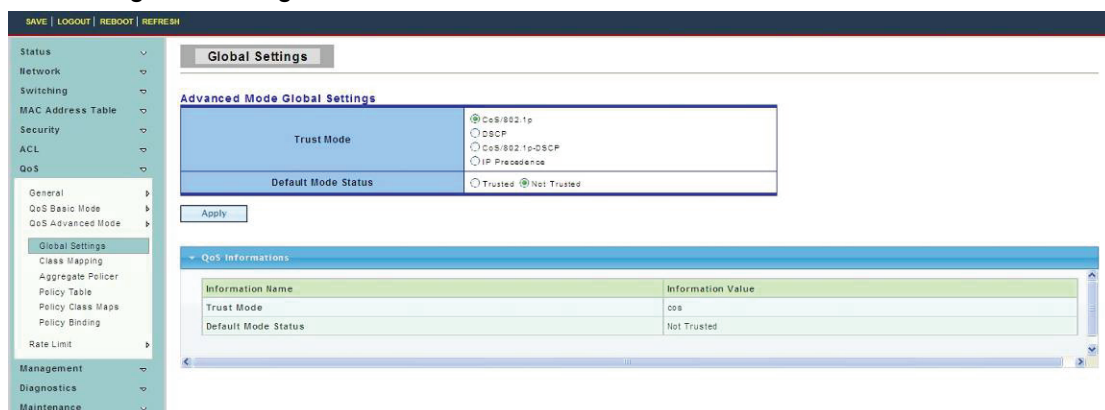 SAVE | LOGOUT | REBOOT | REFRESH
Status
Network
Switching
MAC Address Table
Security
ACL
QoS
General
QoS Basic Mode
QoS Advanced Mode
Global Settings
Class Mapping
Aggregate Policer
Policy Table
Policy Class Maps
Policy Binding
Rate Limit
Management
Diagnostics
Maintenance
Global Settings
Advanced Mode Global Settings
Trust Mode
CoS/802.1p
DSCP
CoS/802.1p-DSCP
IP Precedence
Default Mode Status Trusted Not Trusted
Apply
QoS Informations
Information Name Information Value
Trust Mode cos
Default Mode Status Not Trusted